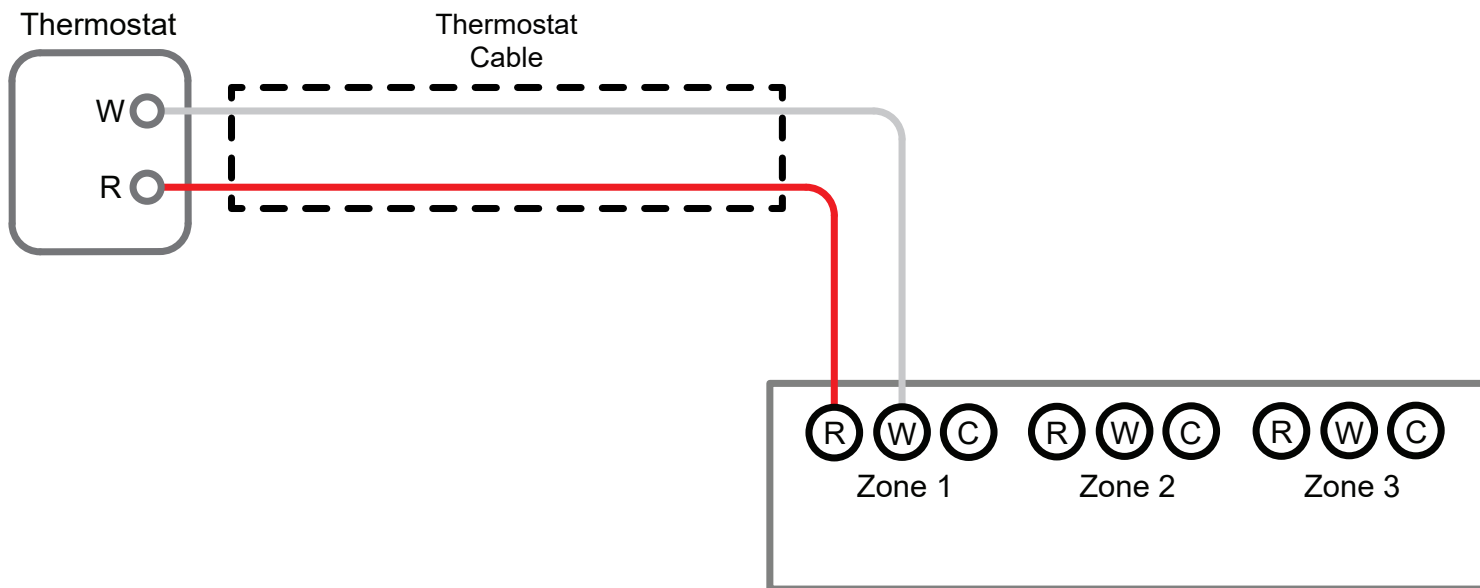 Thermostat
Thermostat
Cable
W
R
R W C R W C R W C
Zone 1 Zone 2 Zone 3